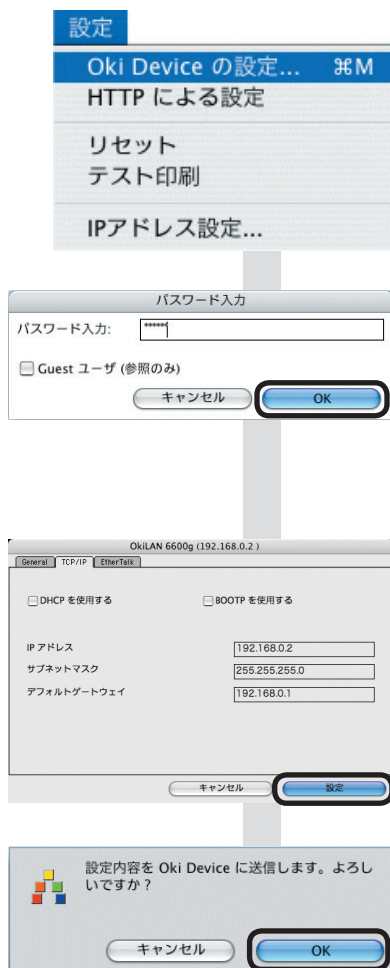 設定
Oki Device の設定... ⌘M
HTTP による設定
リセット
テスト印刷
IPアドレス設定...
パスワード入力
パスワード入力: *****
Guest ユーザ (参照のみ)
キャンセル OK
OkiLAN 6600g (192.168.0.2 )
General TCP/IP EtherTalk
DHCP を使用する BOOTP を使用する
IP アドレス 192.168.0.2
サブネットマスク 255.255.255.0
デフォルトゲートウェイ 192.168.0.1
キャンセル 設定
設定内容を Oki Device に送信します。よろし
いですか？
キャンセル OK